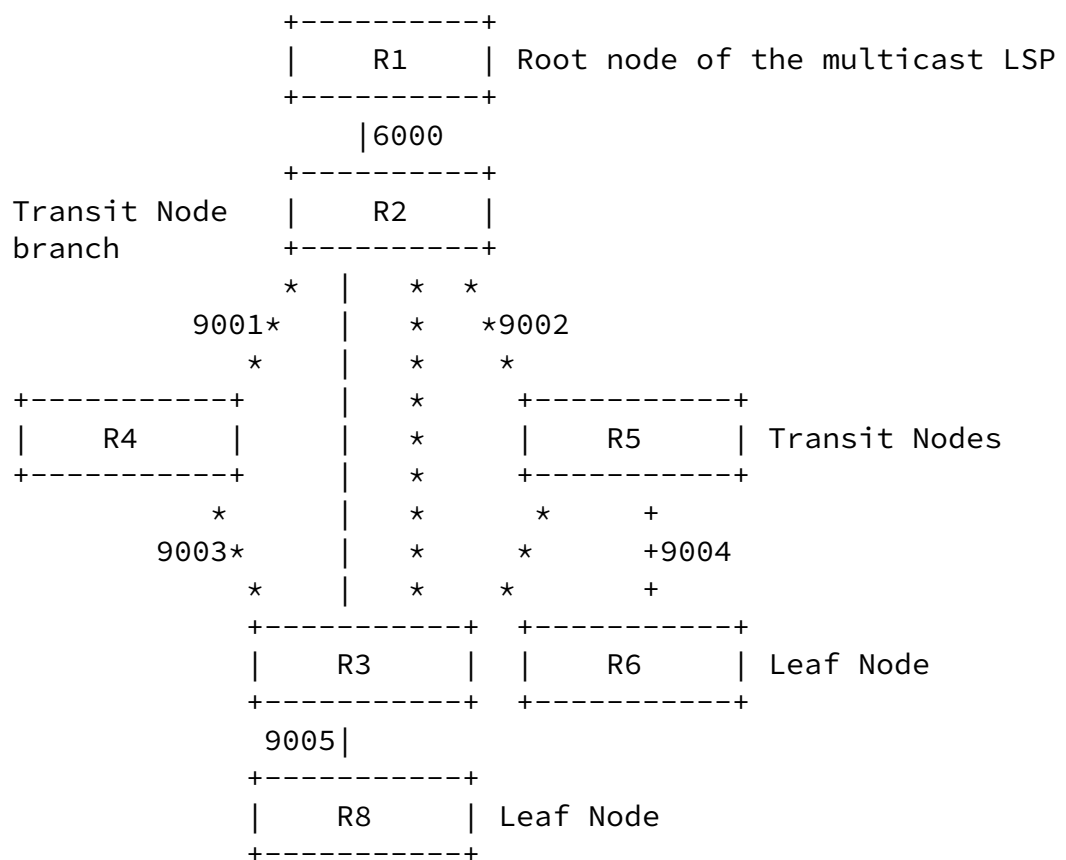 R1 Root node of the multicast LSP
6000
Transit Node R2
branch
9001 9002
R4 R5 Transit Nodes
9003 9004
R3 R6 Leaf Node
9005
R8 Leaf Node